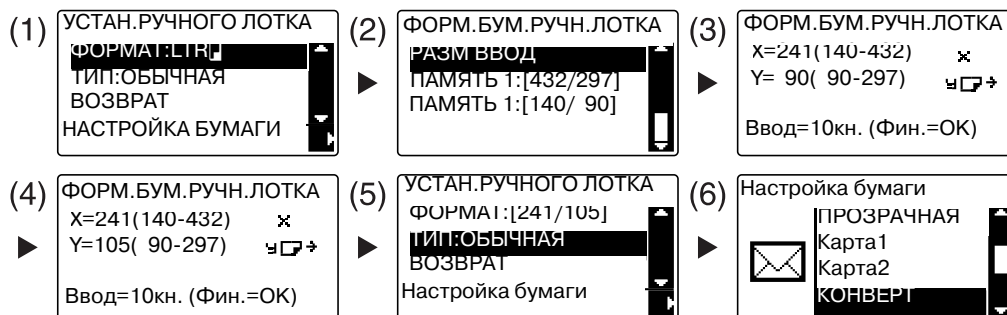 (1)
УСТАН.РУЧНОГО ЛОТКА
ФОРМАТ:LTR
ТИП:ОБЫЧНАЯ
ВОЗВРАТ
НАСТРОЙКА БУМАГИ
(2)
ФОРМ.БУМ.РУЧН.ЛОТКА
РАЗМ ВВОД
ПАМЯТЬ 1:[432/297]
ПАМЯТЬ 1:[140/ 90]
(3)
ФОРМ.БУМ.РУЧН.ЛОТКА
X=241(140-432) x
Y= 90( 90-297) y
Ввод=10кн. (Фин.=OK)
(4)
ФОРМ.БУМ.РУЧН.ЛОТКА
X=241(140-432) x
Y=105( 90-297) y
Ввод=10кн. (Фин.=OK)
(5)
УСТАН.РУЧНОГО ЛОТКА
ФОРМАТ:[241/105]
ТИП:ОБЫЧНАЯ
ВОЗВРАТ
Настройка бумаги
(6)
Настройка бумаги
ПРОЗРАЧНАЯ
Карта1
Карта2
КОНВЕРТ